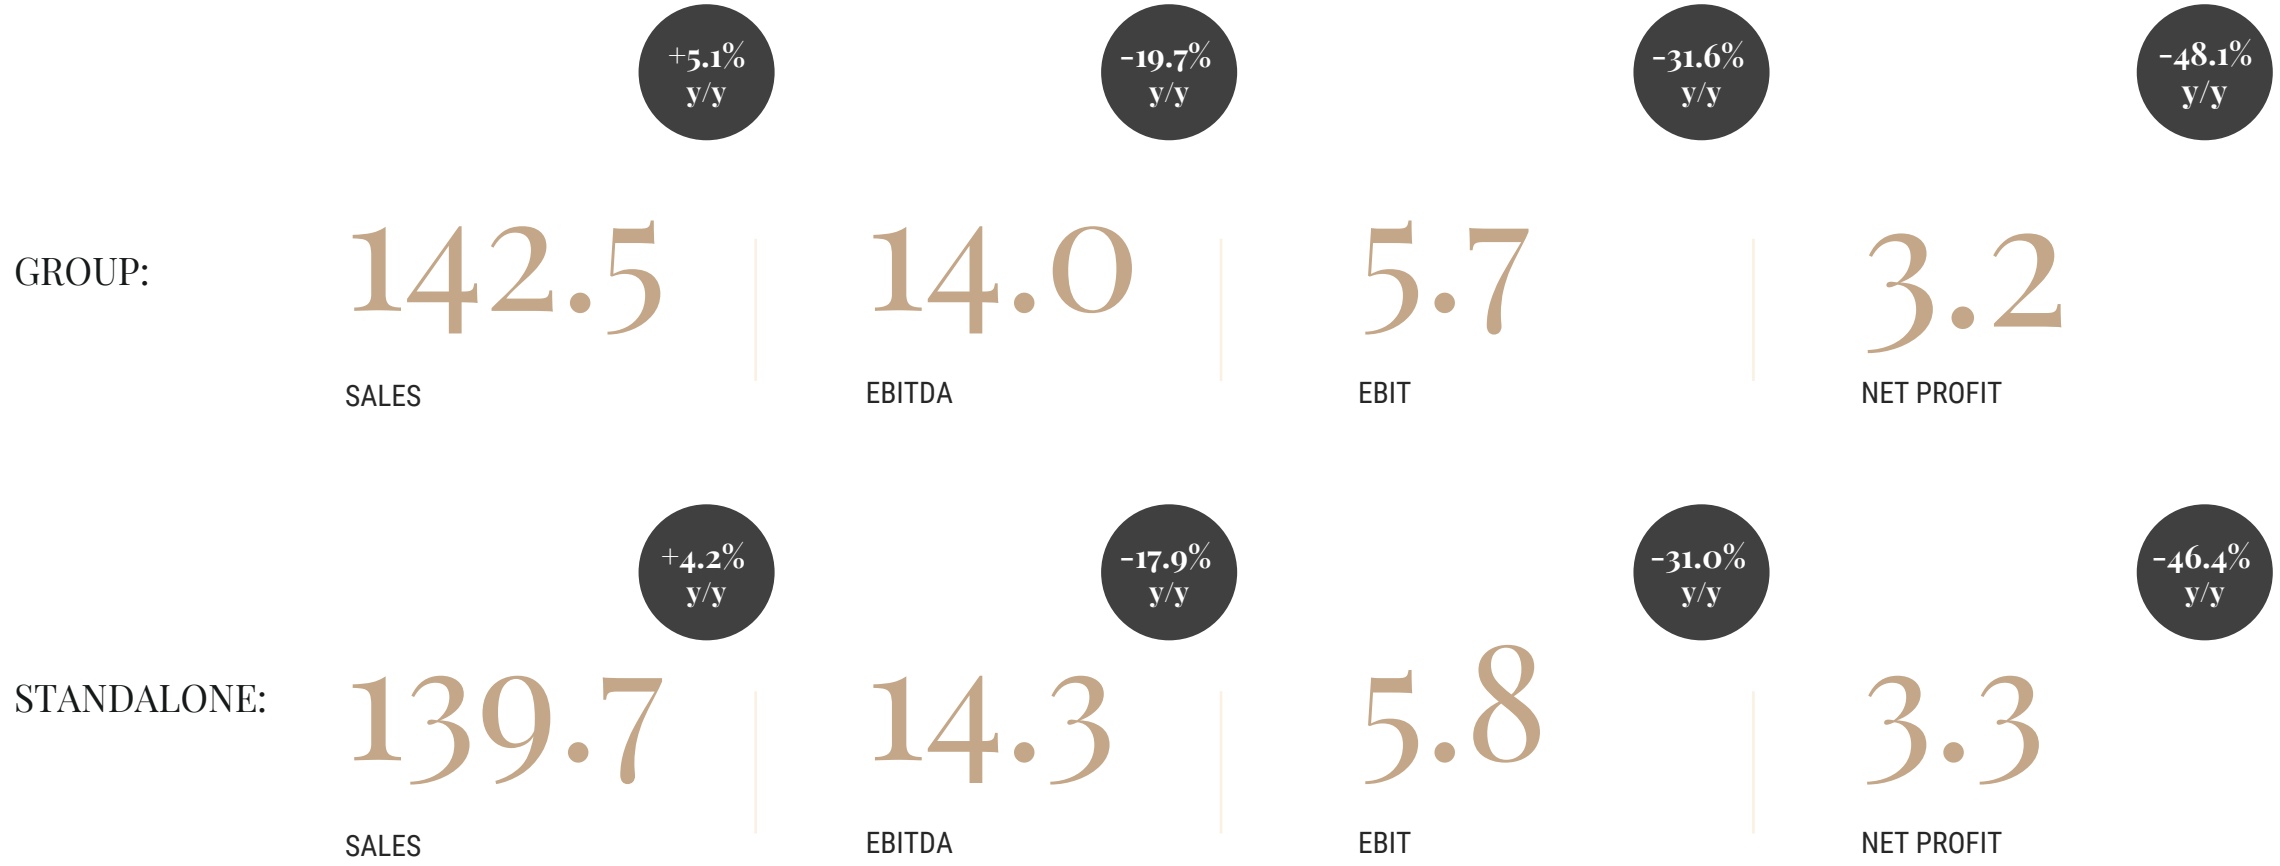 +5.1%
y/y
-19.7%
y/y
-31.6%
y/y
-48.1%
y/y
GROUP:
142.5
14.0
5.7
3.2
SALES
EBITDA
EBIT
NET PROFIT
+4.2%
y/y
-17.9%
y/y
-31.0%
y/y
-46.4%
y/y
STANDALONE:
139.7
14.3
5.8
3.3
SALES
EBITDA
EBIT
NET PROFIT